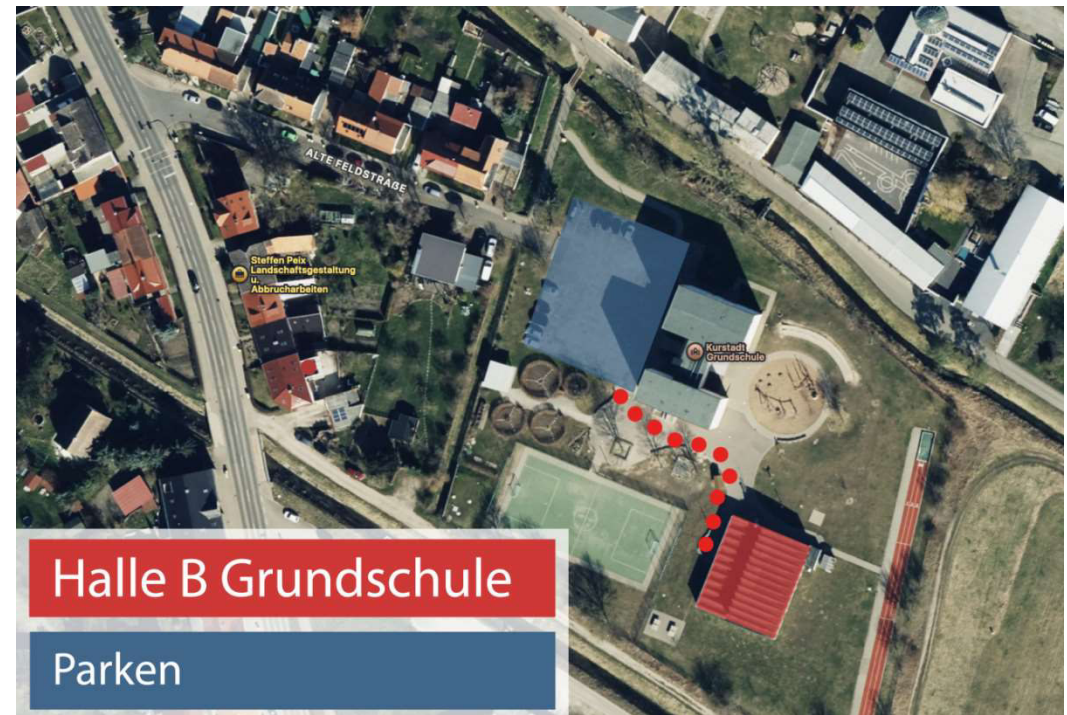 ALTE FELDSTRAẞE
Steffen Peix
Landschaftsgestaltung
u.
Abbrucharbeiten
Kurstadt
Grundschule
Halle B Grundschule
Parken